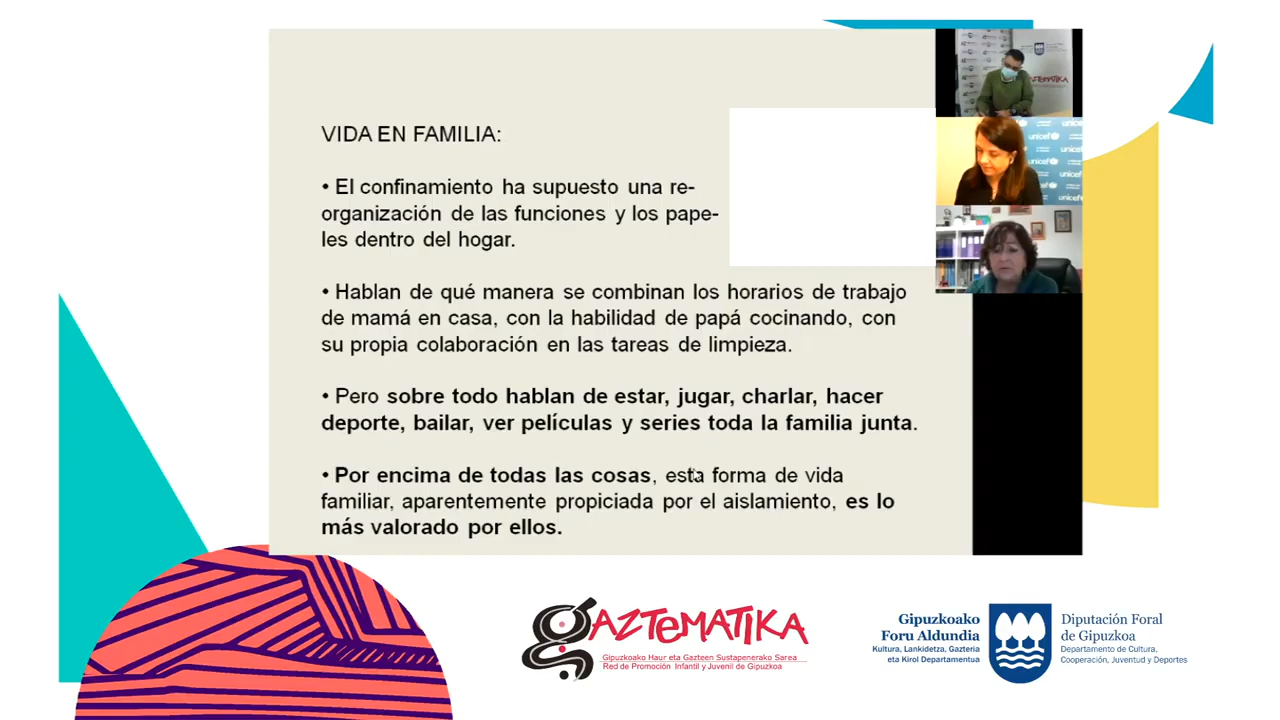 VIDA EN FAMILIA:
• El confinamiento ha supuesto una re-
organización de las funciones y los pape-
les dentro del hogar.
• Hablan de qué manera se combinan los horarios de trabajo
de mamá en casa, con la habilidad de papá cocinando, con
su propia colaboración en las tareas de limpieza.
• Pero sobre todo hablan de estar, jugar, charlar, hacer
deporte, bailar, ver películas y series toda la familia junta.
• Por encima de todas las cosas, esta forma de vida
familiar, aparentemente propiciada por el aislamiento, es lo
más valorado por ellos.
unicef
unicef
unicef
unicef
GAZTEMATIKA
Gipuzkoako Haur eta Gazteen Sustapenerako Sarea
Red de Promoción Infantil y Juvenil de Gipuzkoa
Gipuzkoako
Foru Aldundia
Kultura, Lankidetza, Gazteria
eta Kirol Departamentua
Diputación Foral
de Gipuzkoa
Departamento de Cultura,
Cooperación, Juventud y Deportes